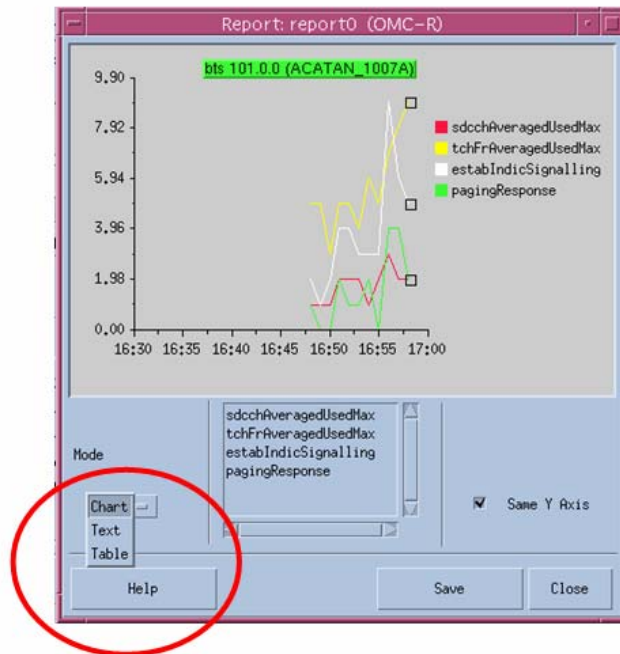 Report: report0 (OMC-R)
bts 101.0.0 (ACATAN_1007A)
9.90
7.92
5.94
3.96
1.98
0.00
16:30 16:35 16:40 16:45 16:50 16:55 17:00
sdcchAveragedUsedMax
tchFrAveragedUsedMax
estabIndicSignalling
pagingResponse
Mode
Chart
Text
Table
sdcchAveragedUsedMax
tchFrAveragedUsedMax
estabIndicSignalling
pagingResponse
Same Y Axis
Help
Save
Close